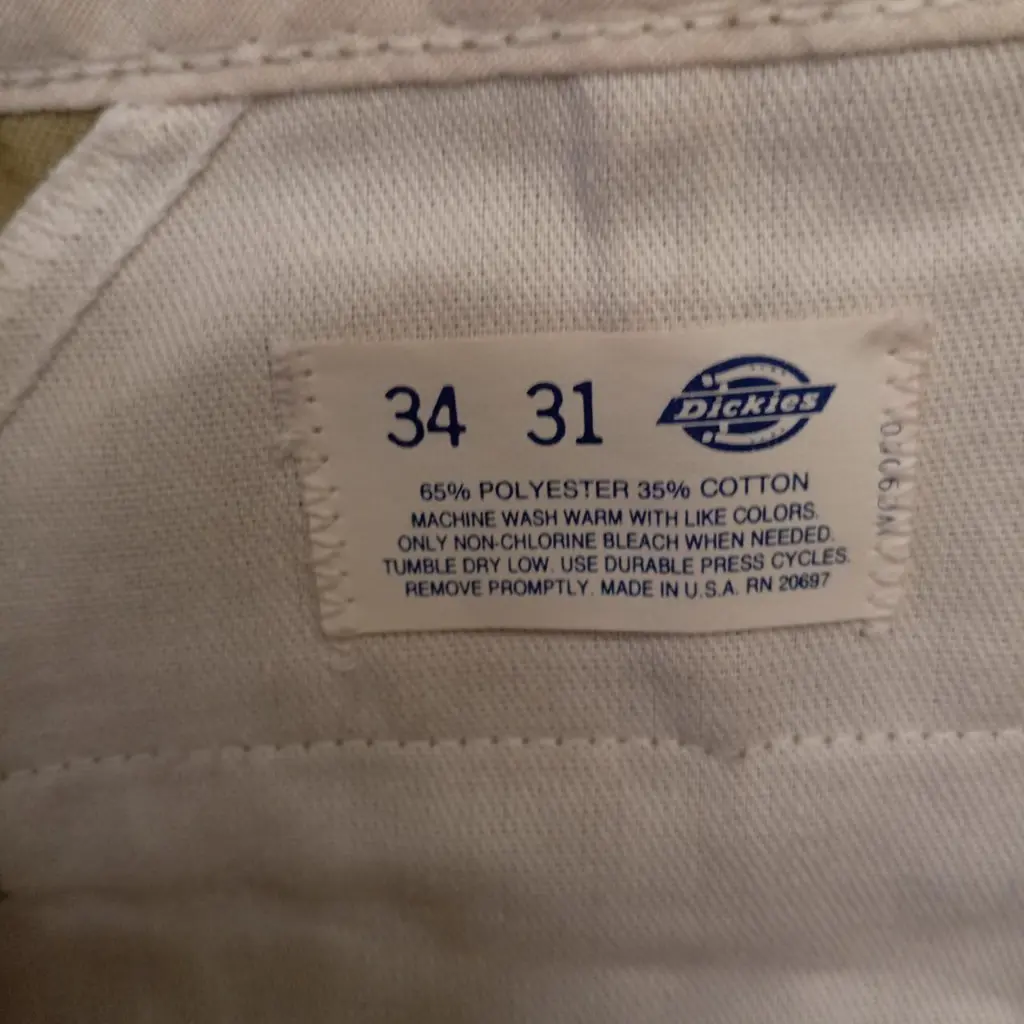 34 31 Dickies
65% POLYESTER 35% COTTON
MACHINE WASH WARM WITH LIKE COLORS.
ONLY NON-CHLORINE BLEACH WHEN NEEDED.
TUMBLE DRY LOW. USE DURABLE PRESS CYCLES.
REMOVE PROMPTLY. MADE IN U.S.A. RN 20697